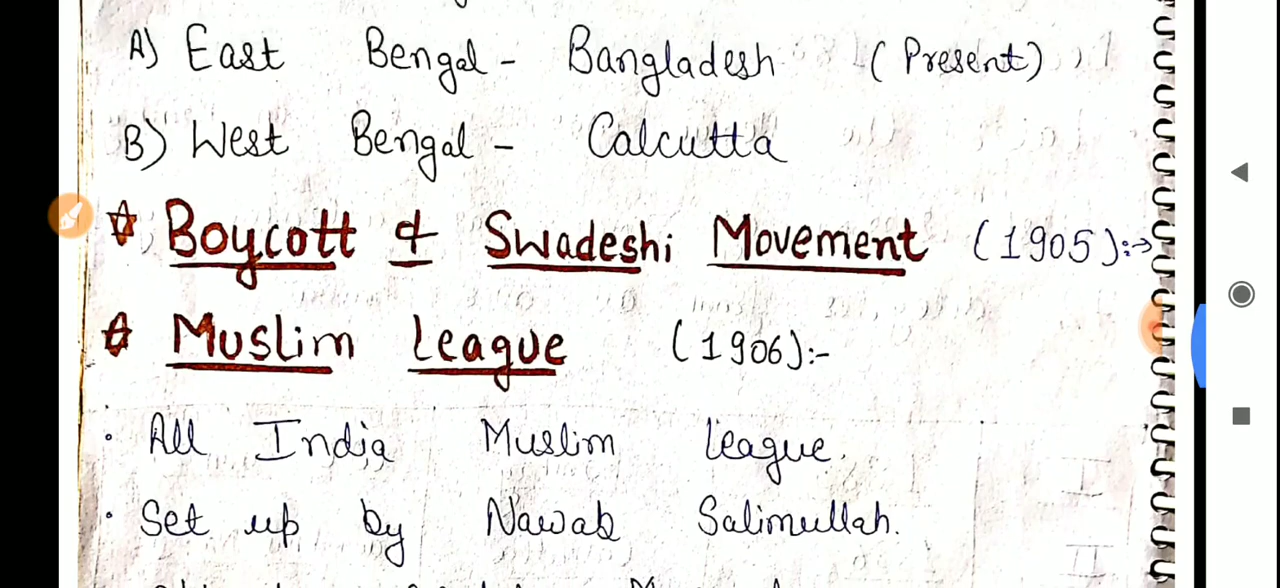 A) East Bengal - Bangladesh (Present)
B) West Bengal - Calcutta
☆ Boycott & Swadeshi Movement (1905):→
☆ Muslim League (1906):-
• All India Muslim League.
• Set up by Nawab Salimullah.